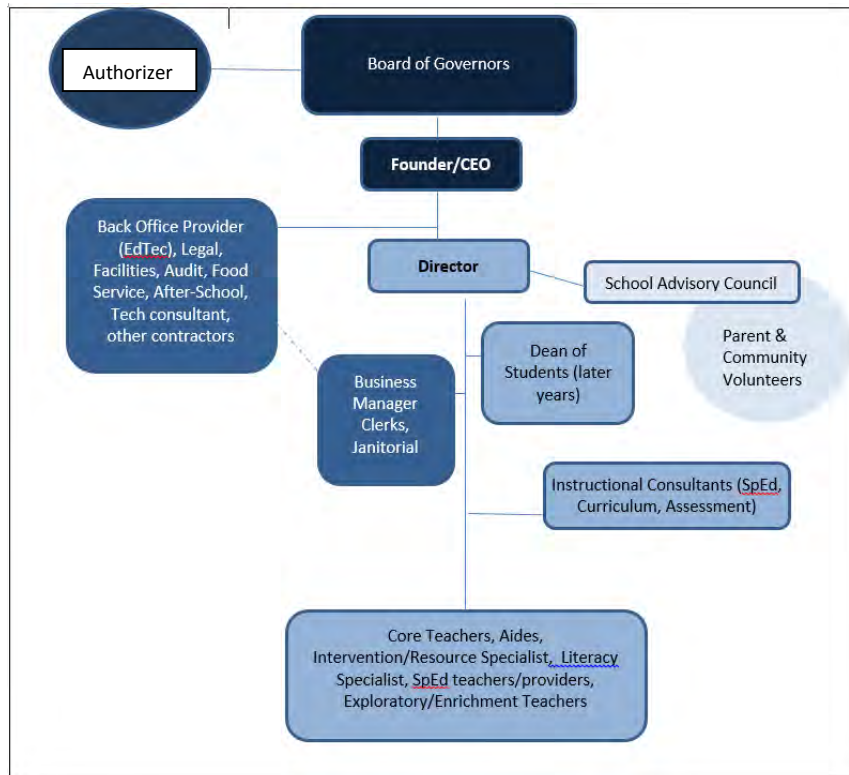 Authorizer
Board of Governors
Founder/CEO
Back Office Provider
(EdTec), Legal,
Facilities, Audit, Food
Service, After-School,
Tech consultant,
other contractors
Director
School Advisory Council
Parent &
Community
Volunteers
Dean of
Students (later
years)
Business
Manager
Clerks,
Janitorial
Instructional Consultants (SpEd,
Curriculum, Assessment)
Core Teachers, Aides,
Intervention/Resource Specialist, Literacy
Specialist, SpEd teachers/providers,
Exploratory/Enrichment Teachers